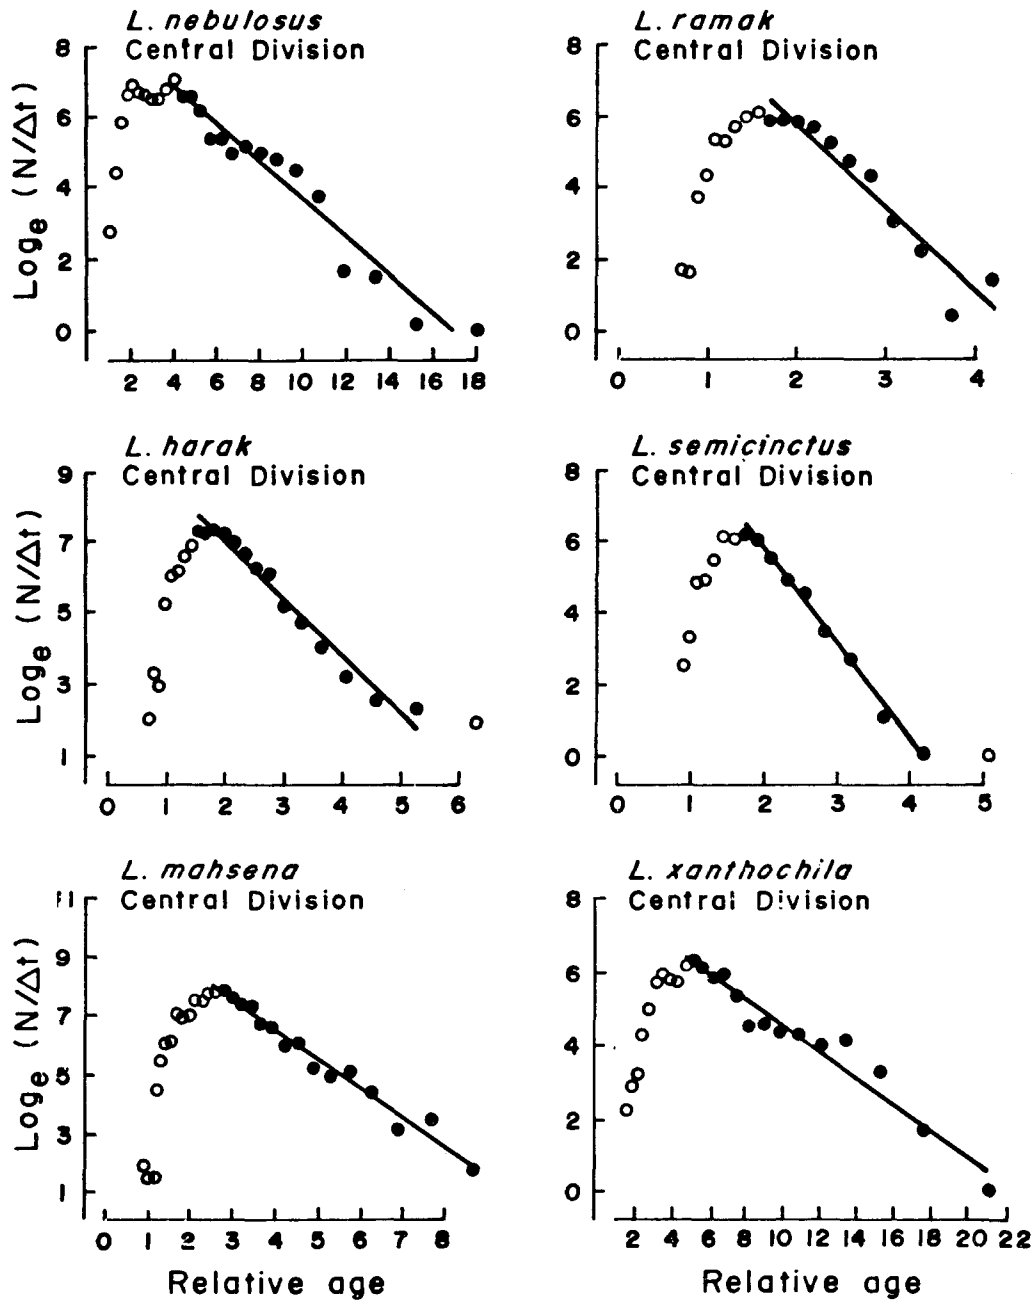 L. nebulosus
Central Division
8
6
4
2
0
Log e (N/Δt)
2 4 6 8 10 12 14 16 18
L. ramak
Central Division
8
6
4
2
0
0 1 2 3 4
L. harak
Central Division
9
7
5
3
1
Log e (N/Δt)
0 1 2 3 4 5 6
L. semicinctus
Central Division
8
6
4
2
0
0 1 2 3 4 5
L. mahsena
Central Division
11
9
7
5
3
1
Log e (N/Δt)
0 1 2 3 4 5 6 7 8
Relative age
L. xanthochila
Central Division
8
6
4
2
0
2 4 6 8 10 12 14 16 18 20 22
Relative age